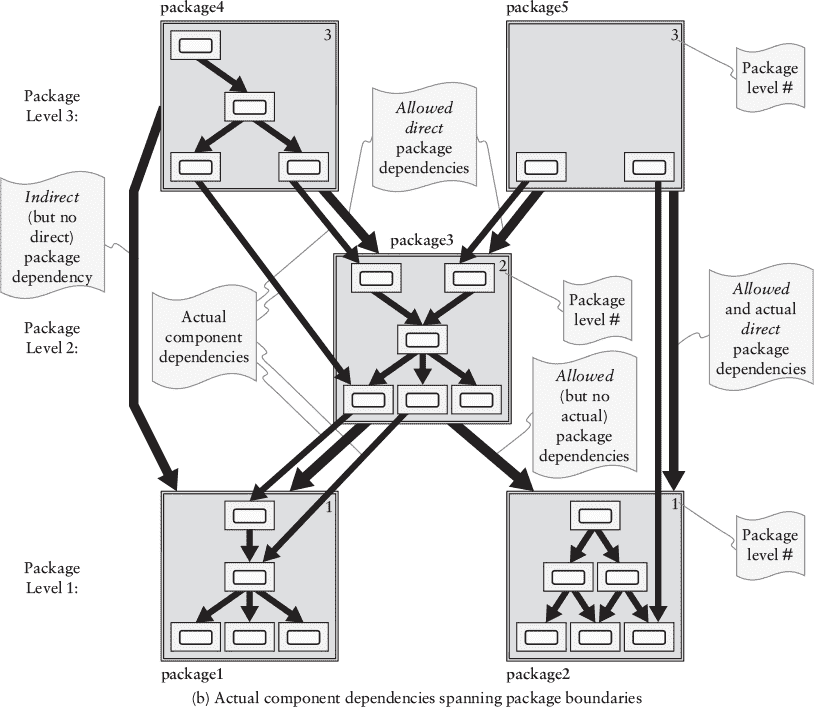 package4
package5
3
3
Package
level #
Package
Level 3:
Allowed
direct
package
dependencies
Indirect
(but no
direct)
package
dependency
package3
2
Package
level #
Actual
component
dependencies
Package
Level 2:
Allowed
and actual
direct
package
dependencies
Allowed
(but no
actual)
package
dependencies
1
1
Package
level #
Package
Level 1:
package1
package2
(b) Actual component dependencies spanning package boundaries